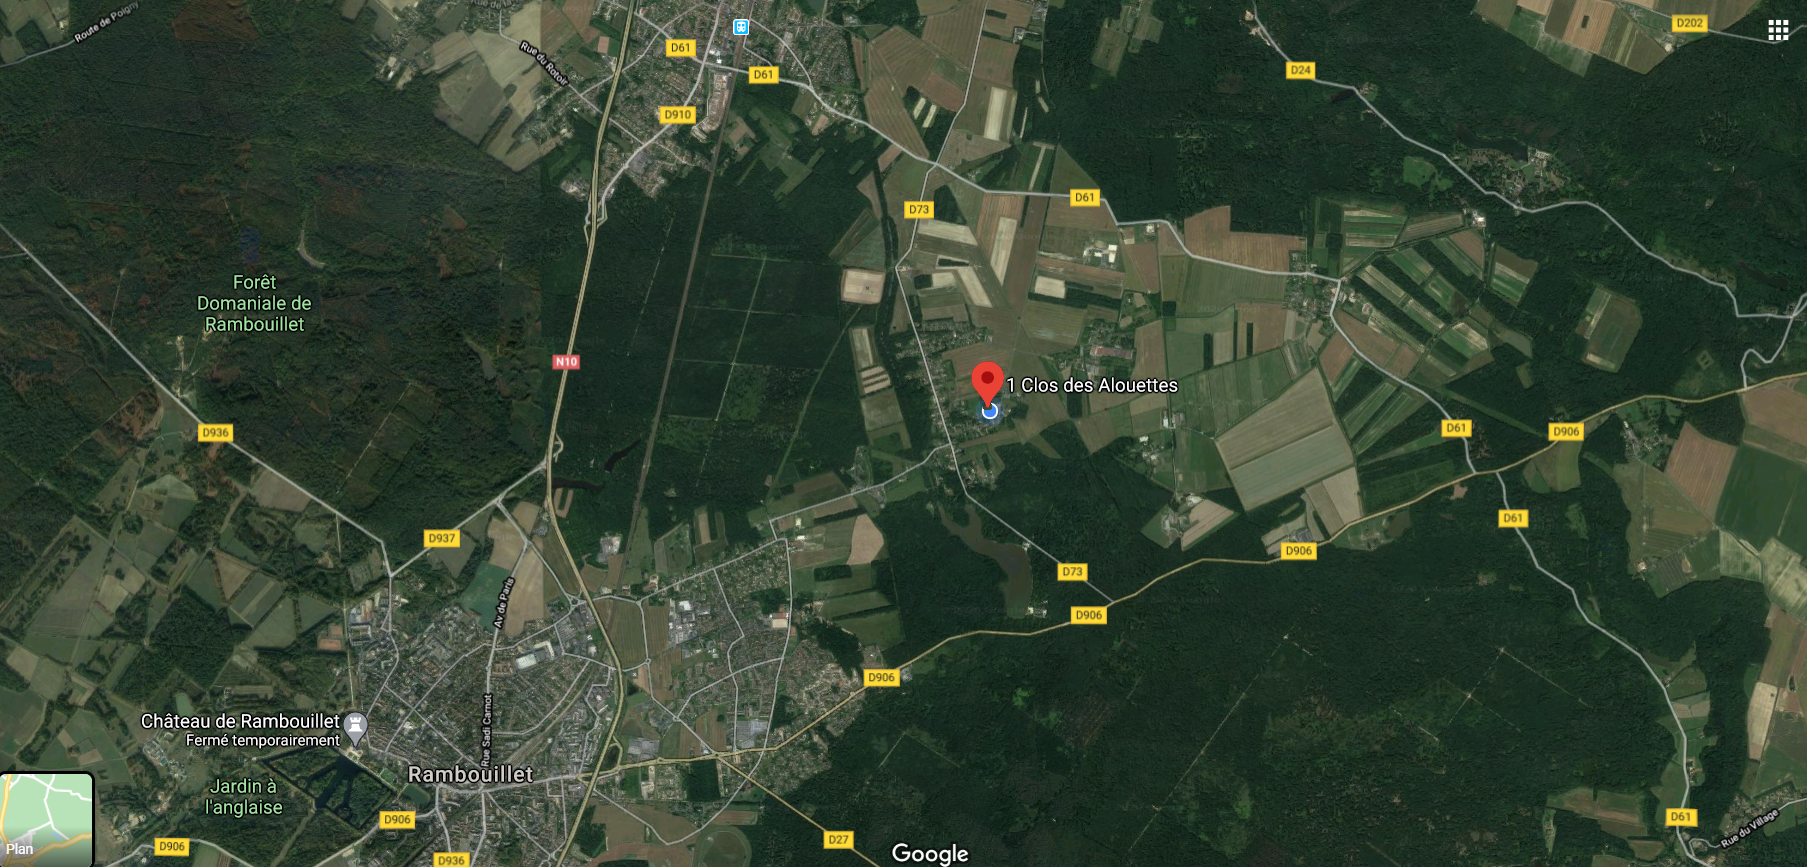 Route de Poigny
Rue du Rotoir
D61
D61
D910
D202
D24
D73
D61
Forêt
Domaniale de
Rambouillet
N10
1 Clos des Alouettes
D936
D61
D906
D937
D61
D906
Av de Paris
D73
D906
D906
Château de Rambouillet
Fermé temporairement
Rue Sadi Carnot
Rambouillet
Jardin à
l'anglaise
D906
D906
D936
D27
D61
Rue du Village
Plan
Google